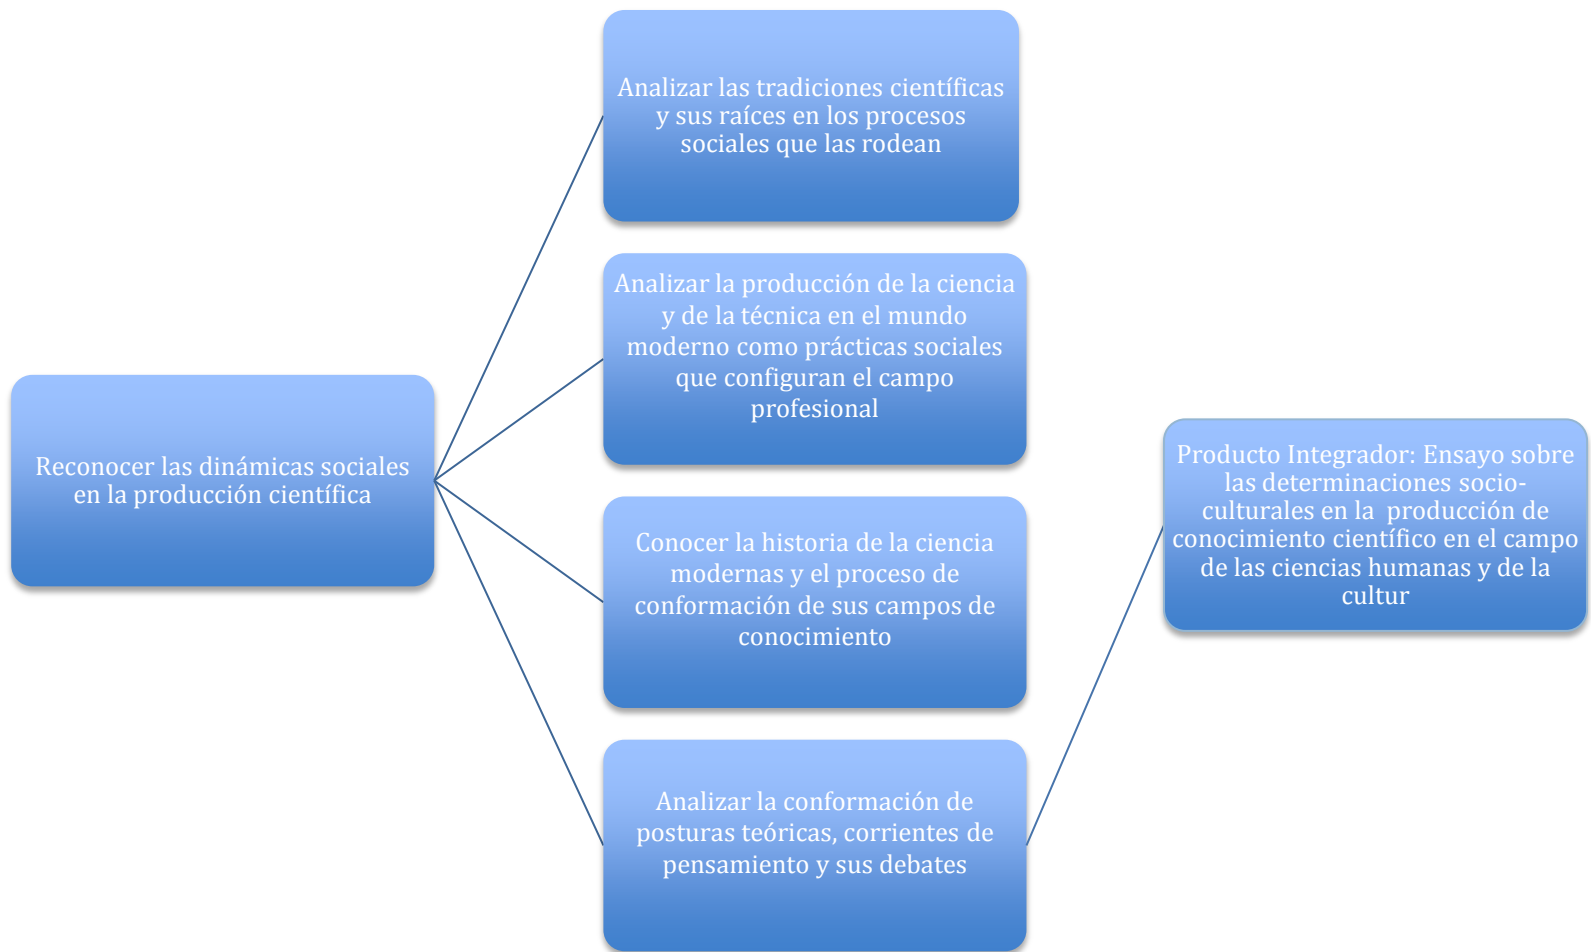 Analizar las tradiciones científicas
y sus raíces en los procesos
sociales que las rodean
Analizar la producción de la ciencia
y de la técnica en el mundo
moderno como prácticas sociales
que configuran el campo
profesional
Reconocer las dinámicas sociales
en la producción científica
Conocer la historia de la ciencia
modernas y el proceso de
conformación de sus campos de
conocimiento
Analizar la conformación de
posturas teóricas, corrientes de
pensamiento y sus debates
Producto Integrador: Ensayo sobre
las determinaciones socio-
culturales en la producción de
conocimiento científico en el campo
de las ciencias humanas y de la
cultur